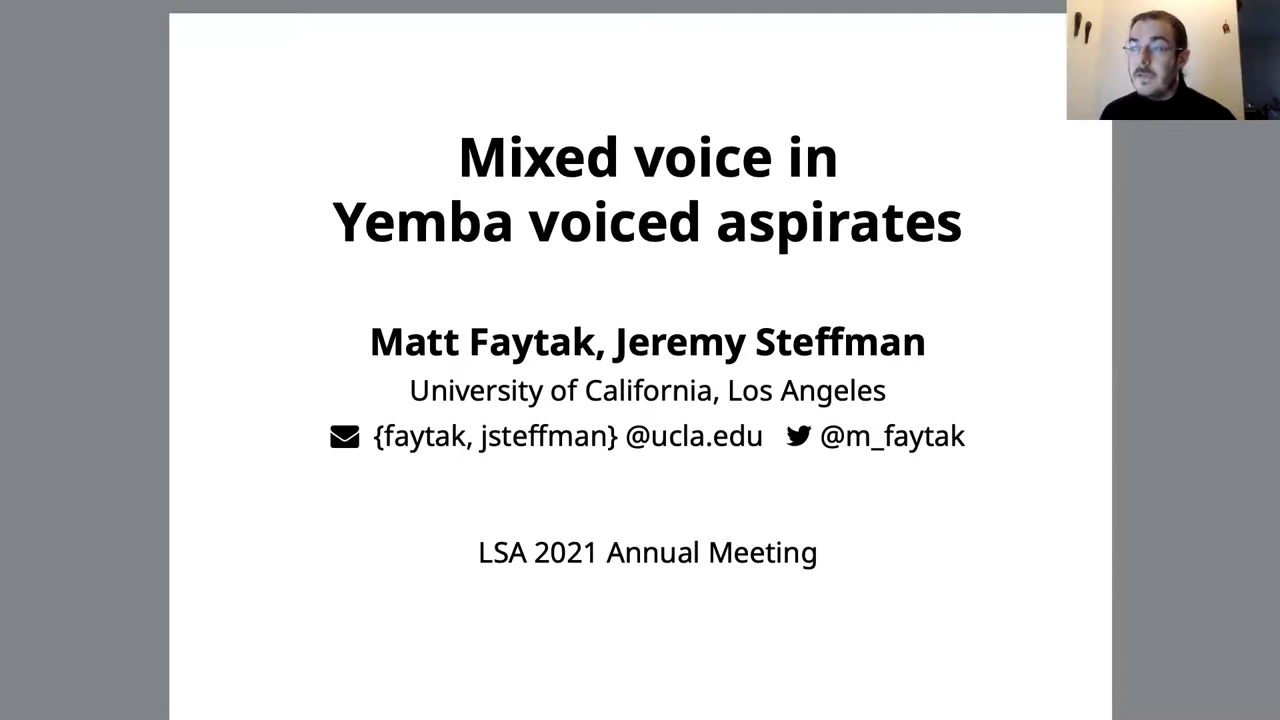 Mixed voice in
Yemba voiced aspirates
Matt Faytak, Jeremy Steffman
University of California, Los Angeles
{faytak, jsteffman} @ucla.edu @m_faytak
LSA 2021 Annual Meeting